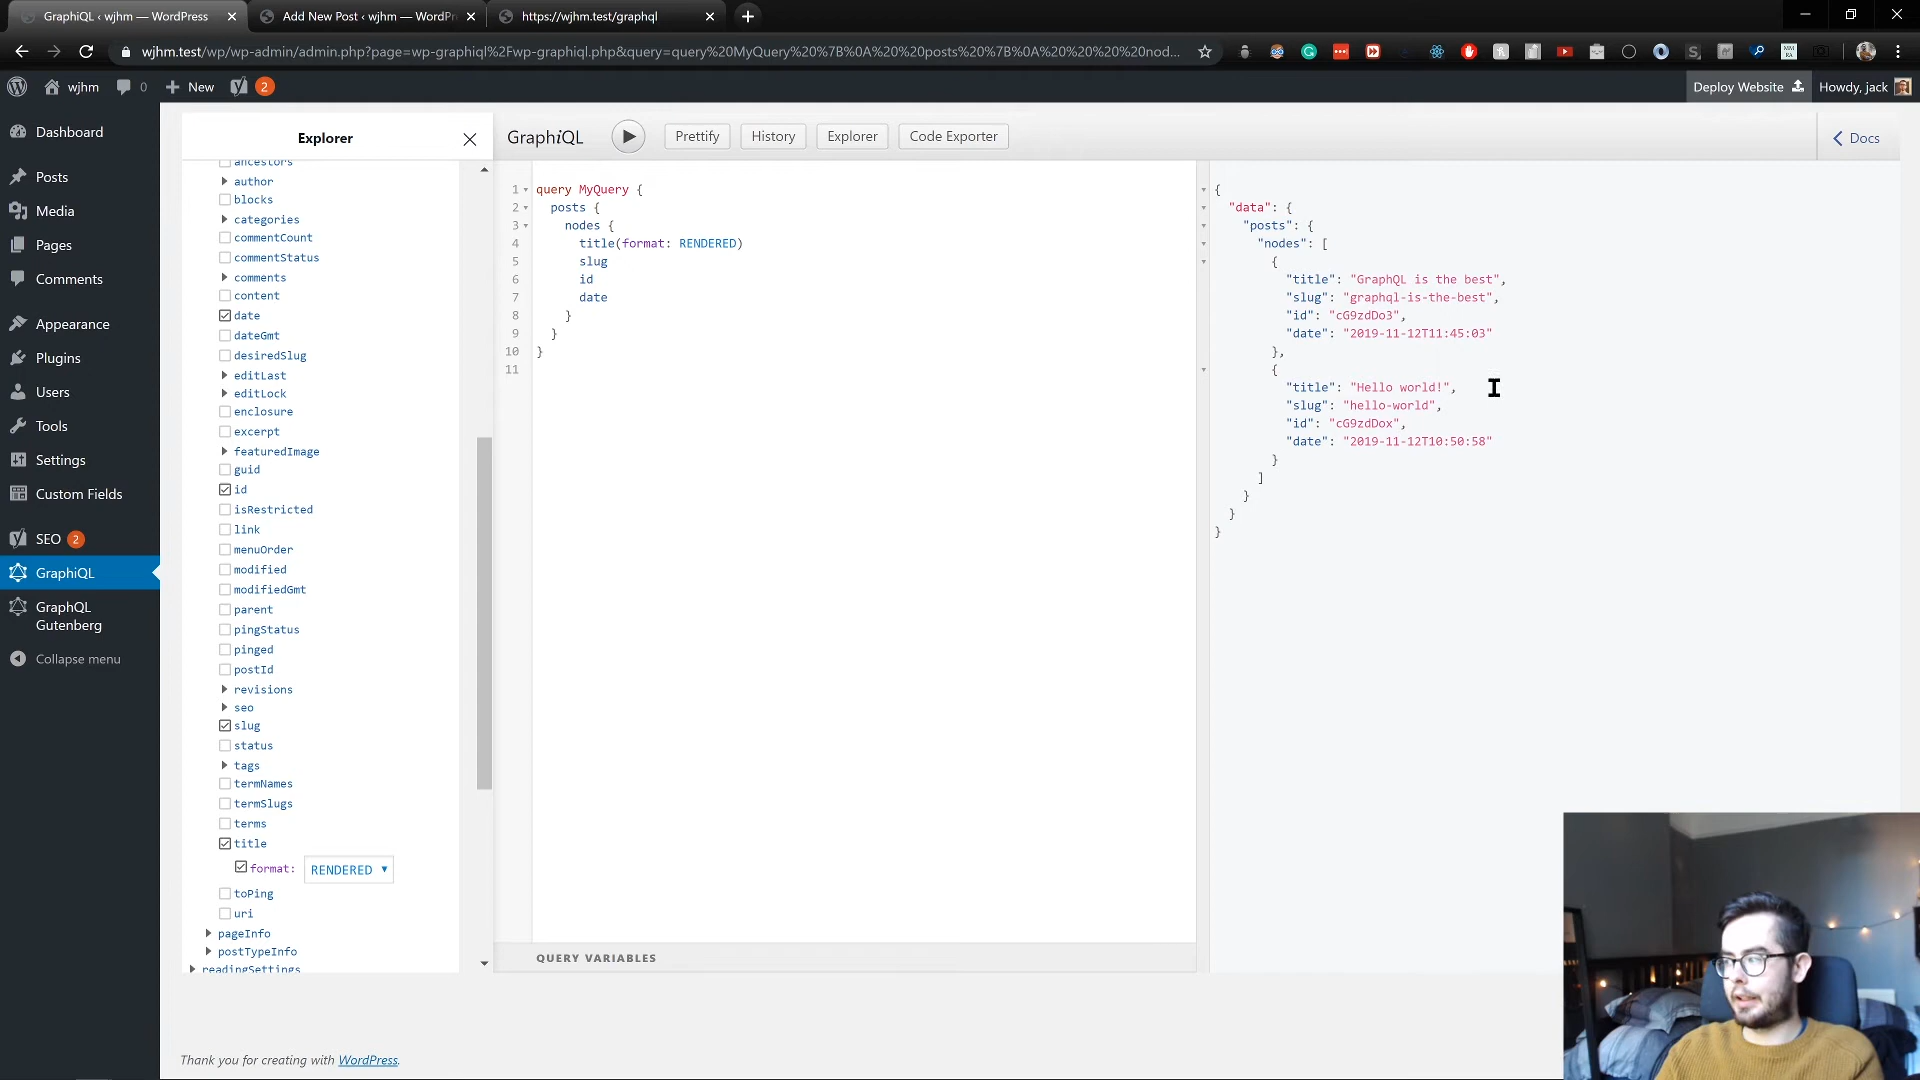 GraphiQL ‹ wjhm — WordPress
Add New Post ‹ wjhm — WordPr
https://wjhm.test/graphql
wjhm.test/wp/wp-admin/admin.php?page=wp-graphiql%2Fwp-graphiql.php&query=query%20MyQuery%20%7B%0A%20%20posts%20%7B%0A%20%20%20%20nod...
wjhm
0
New
2
Deploy Website
Howdy, jack
Dashboard
Posts
Media
Pages
Comments
Appearance
Plugins
Users
Tools
Settings
Custom Fields
SEO 2
GraphiQL
GraphQL
Gutenberg
Collapse menu
Explorer
ancestors
author
blocks
categories
commentCount
commentStatus
comments
content
date
dateGmt
desiredSlug
editLast
editLock
enclosure
excerpt
featuredImage
guid
id
isRestricted
link
menuOrder
modified
modifiedGmt
parent
pingStatus
pinged
postId
revisions
seo
slug
status
tags
termNames
termSlugs
terms
title
format: RENDERED
toPing
uri
pageInfo
postTypeInfo
readingSettings
GraphiQL
Prettify
History
Explorer
Code Exporter
Docs
1 query MyQuery {
2 posts {
3 nodes {
4 title(format: RENDERED)
5 slug
6 id
7 date
8 }
9 }
10 }
11
QUERY VARIABLES
{
"data": {
"posts": {
"nodes": [
{
"title": "GraphQL is the best",
"slug": "graphql-is-the-best",
"id": "cG9zdDo3",
"date": "2019-11-12T11:45:03"
},
{
"title": "Hello world!",
"slug": "hello-world",
"id": "cG9zdDox",
"date": "2019-11-12T10:50:58"
}
]
}
}
}
Thank you for creating with WordPress.